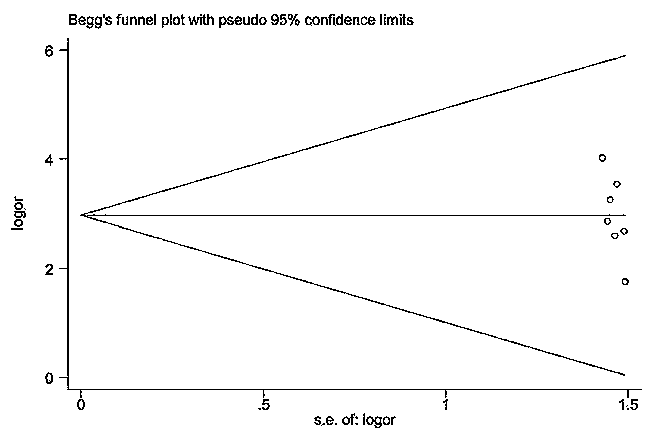 Begg's funnel plot with pseudo 95% confidence limits
6
4
logor
2
0
0 .5 1 1.5
s.e. of: logor